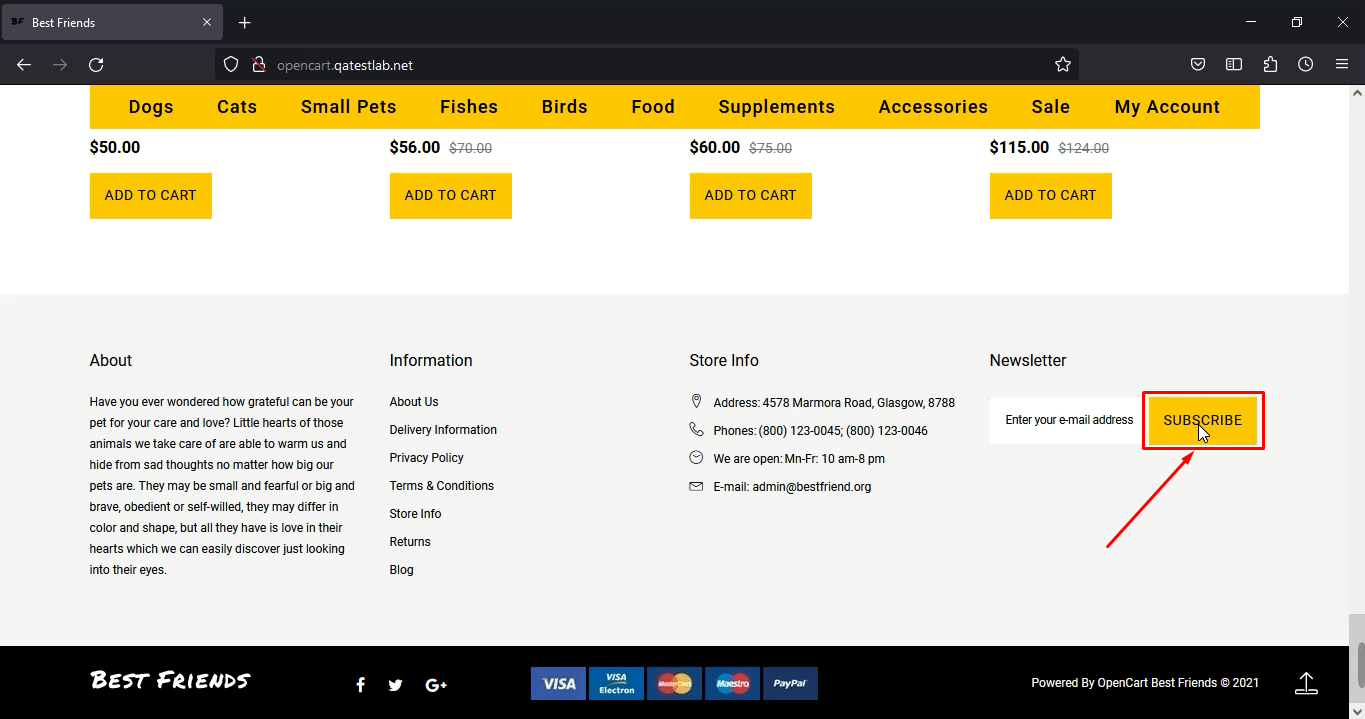 BF Best Friends
opencart.qatestlab.net
Dogs Cats Small Pets Fishes Birds Food Supplements Accessories Sale My Account
$50.00 $56.00 $70.00 $60.00 $75.00 $115.00 $124.00
ADD TO CART ADD TO CART ADD TO CART ADD TO CART
About
Have you ever wondered how grateful can be your
pet for your care and love? Little hearts of those
animals we take care of are able to warm us and
hide from sad thoughts no matter how big our
pets are. They may be small and fearful or big and
brave, obedient or self-willed, they may differ in
color and shape, but all they have is love in their
hearts which we can easily discover just looking
into their eyes.
Information
About Us
Delivery Information
Privacy Policy
Terms & Conditions
Store Info
Returns
Blog
Store Info
Address: 4578 Marmora Road, Glasgow, 8788
Phones: (800) 123-0045; (800) 123-0046
We are open: Mn-Fr: 10 am-8 pm
E-mail: admin@bestfriend.org
Newsletter
Enter your e-mail address SUBSCRIBE
Best Friends
VISA
VISA
Electron
MasterCard
Maestro
PayPal
Powered By OpenCart Best Friends © 2021